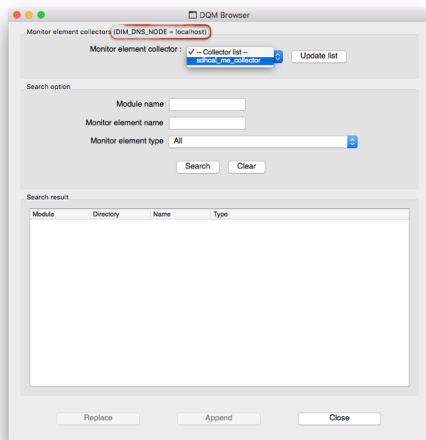 DQM Browser
Monitor element collectors (DIM_DNS_NODE = localhost)
Monitor element collector :
✓ -- Collector list --
sdhcal_me_collector
Update list
Search option
Module name
Monitor element name
Monitor element type
All
Search
Clear
Search result
Module Directory Name Type
Replace Append Close